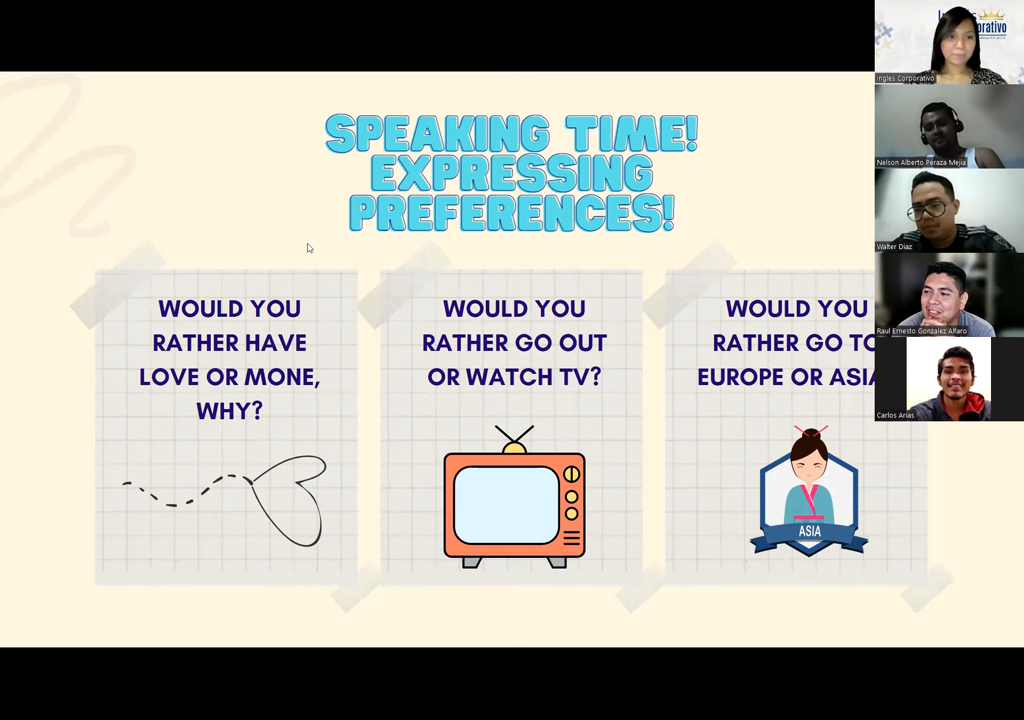 SPEAKING TIME!
EXPRESSING
PREFERENCES!
WOULD YOU
RATHER HAVE
LOVE OR MONE,
WHY?
WOULD YOU
RATHER GO OUT
OR WATCH TV?
WOULD YOU
RATHER GO TO
EUROPE OR ASIA
ASIA
Ingles Corporativo
Nelson Alberto Peraza Mejia
Walter Diaz
Raul Ernesto Gonzalez Alfaro
Carlos Arias